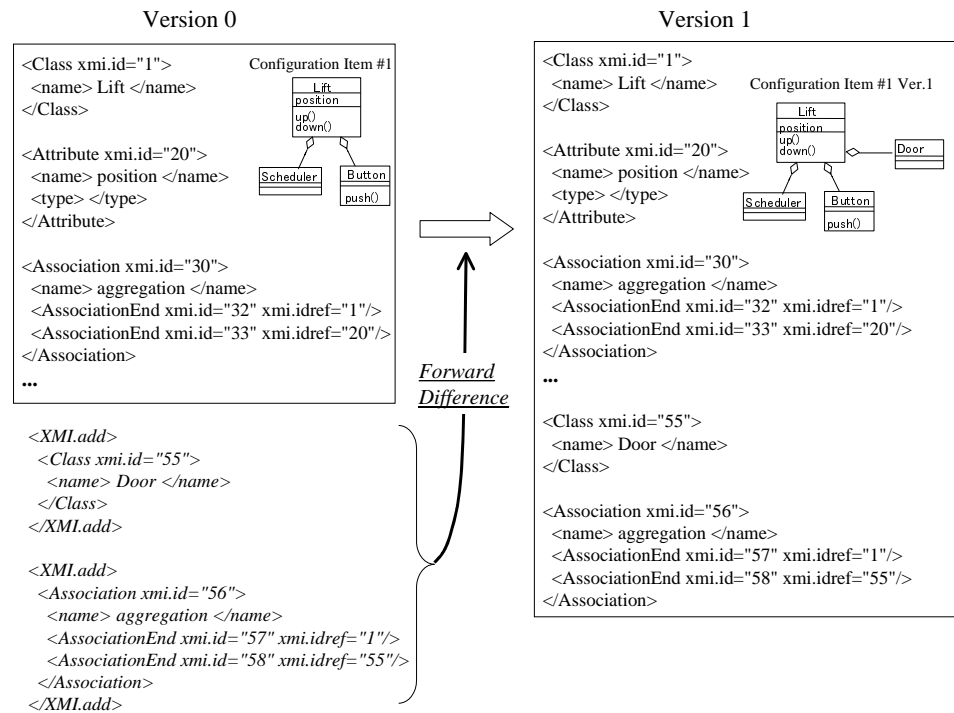 Version 0
<Class xmi.id="1">
<name> Lift </name>
</Class>
<Attribute xmi.id="20">
<name> position </name>
<type> </type>
</Attribute>
<Association xmi.id="30">
<name> aggregation </name>
<AssociationEnd xmi.id="32" xmi.idref="1"/>
<AssociationEnd xmi.id="33" xmi.idref="20"/>
</Association>
...
Configuration Item #1
Lift
position
up()
down()
Scheduler
Button
push()
<XMI.add>
<Class xmi.id="55">
<name> Door </name>
</Class>
</XMI.add>
<XMI.add>
<Association xmi.id="56">
<name> aggregation </name>
<AssociationEnd xmi.id="57" xmi.idref="1"/>
<AssociationEnd xmi.id="58" xmi.idref="55"/>
</Association>
</XMI.add>
Forward
Difference
Version 1
<Class xmi.id="1">
<name> Lift </name>
</Class>
<Attribute xmi.id="20">
<name> position </name>
<type> </type>
</Attribute>
<Association xmi.id="30">
<name> aggregation </name>
<AssociationEnd xmi.id="32" xmi.idref="1"/>
<AssociationEnd xmi.id="33" xmi.idref="20"/>
</Association>
...
<Class xmi.id="55">
<name> Door </name>
</Class>
<Association xmi.id="56">
<name> aggregation </name>
<AssociationEnd xmi.id="57" xmi.idref="1"/>
<AssociationEnd xmi.id="58" xmi.idref="55"/>
</Association>
Configuration Item #1 Ver.1
Lift
position
up()
down()
Door
Scheduler
Button
push()